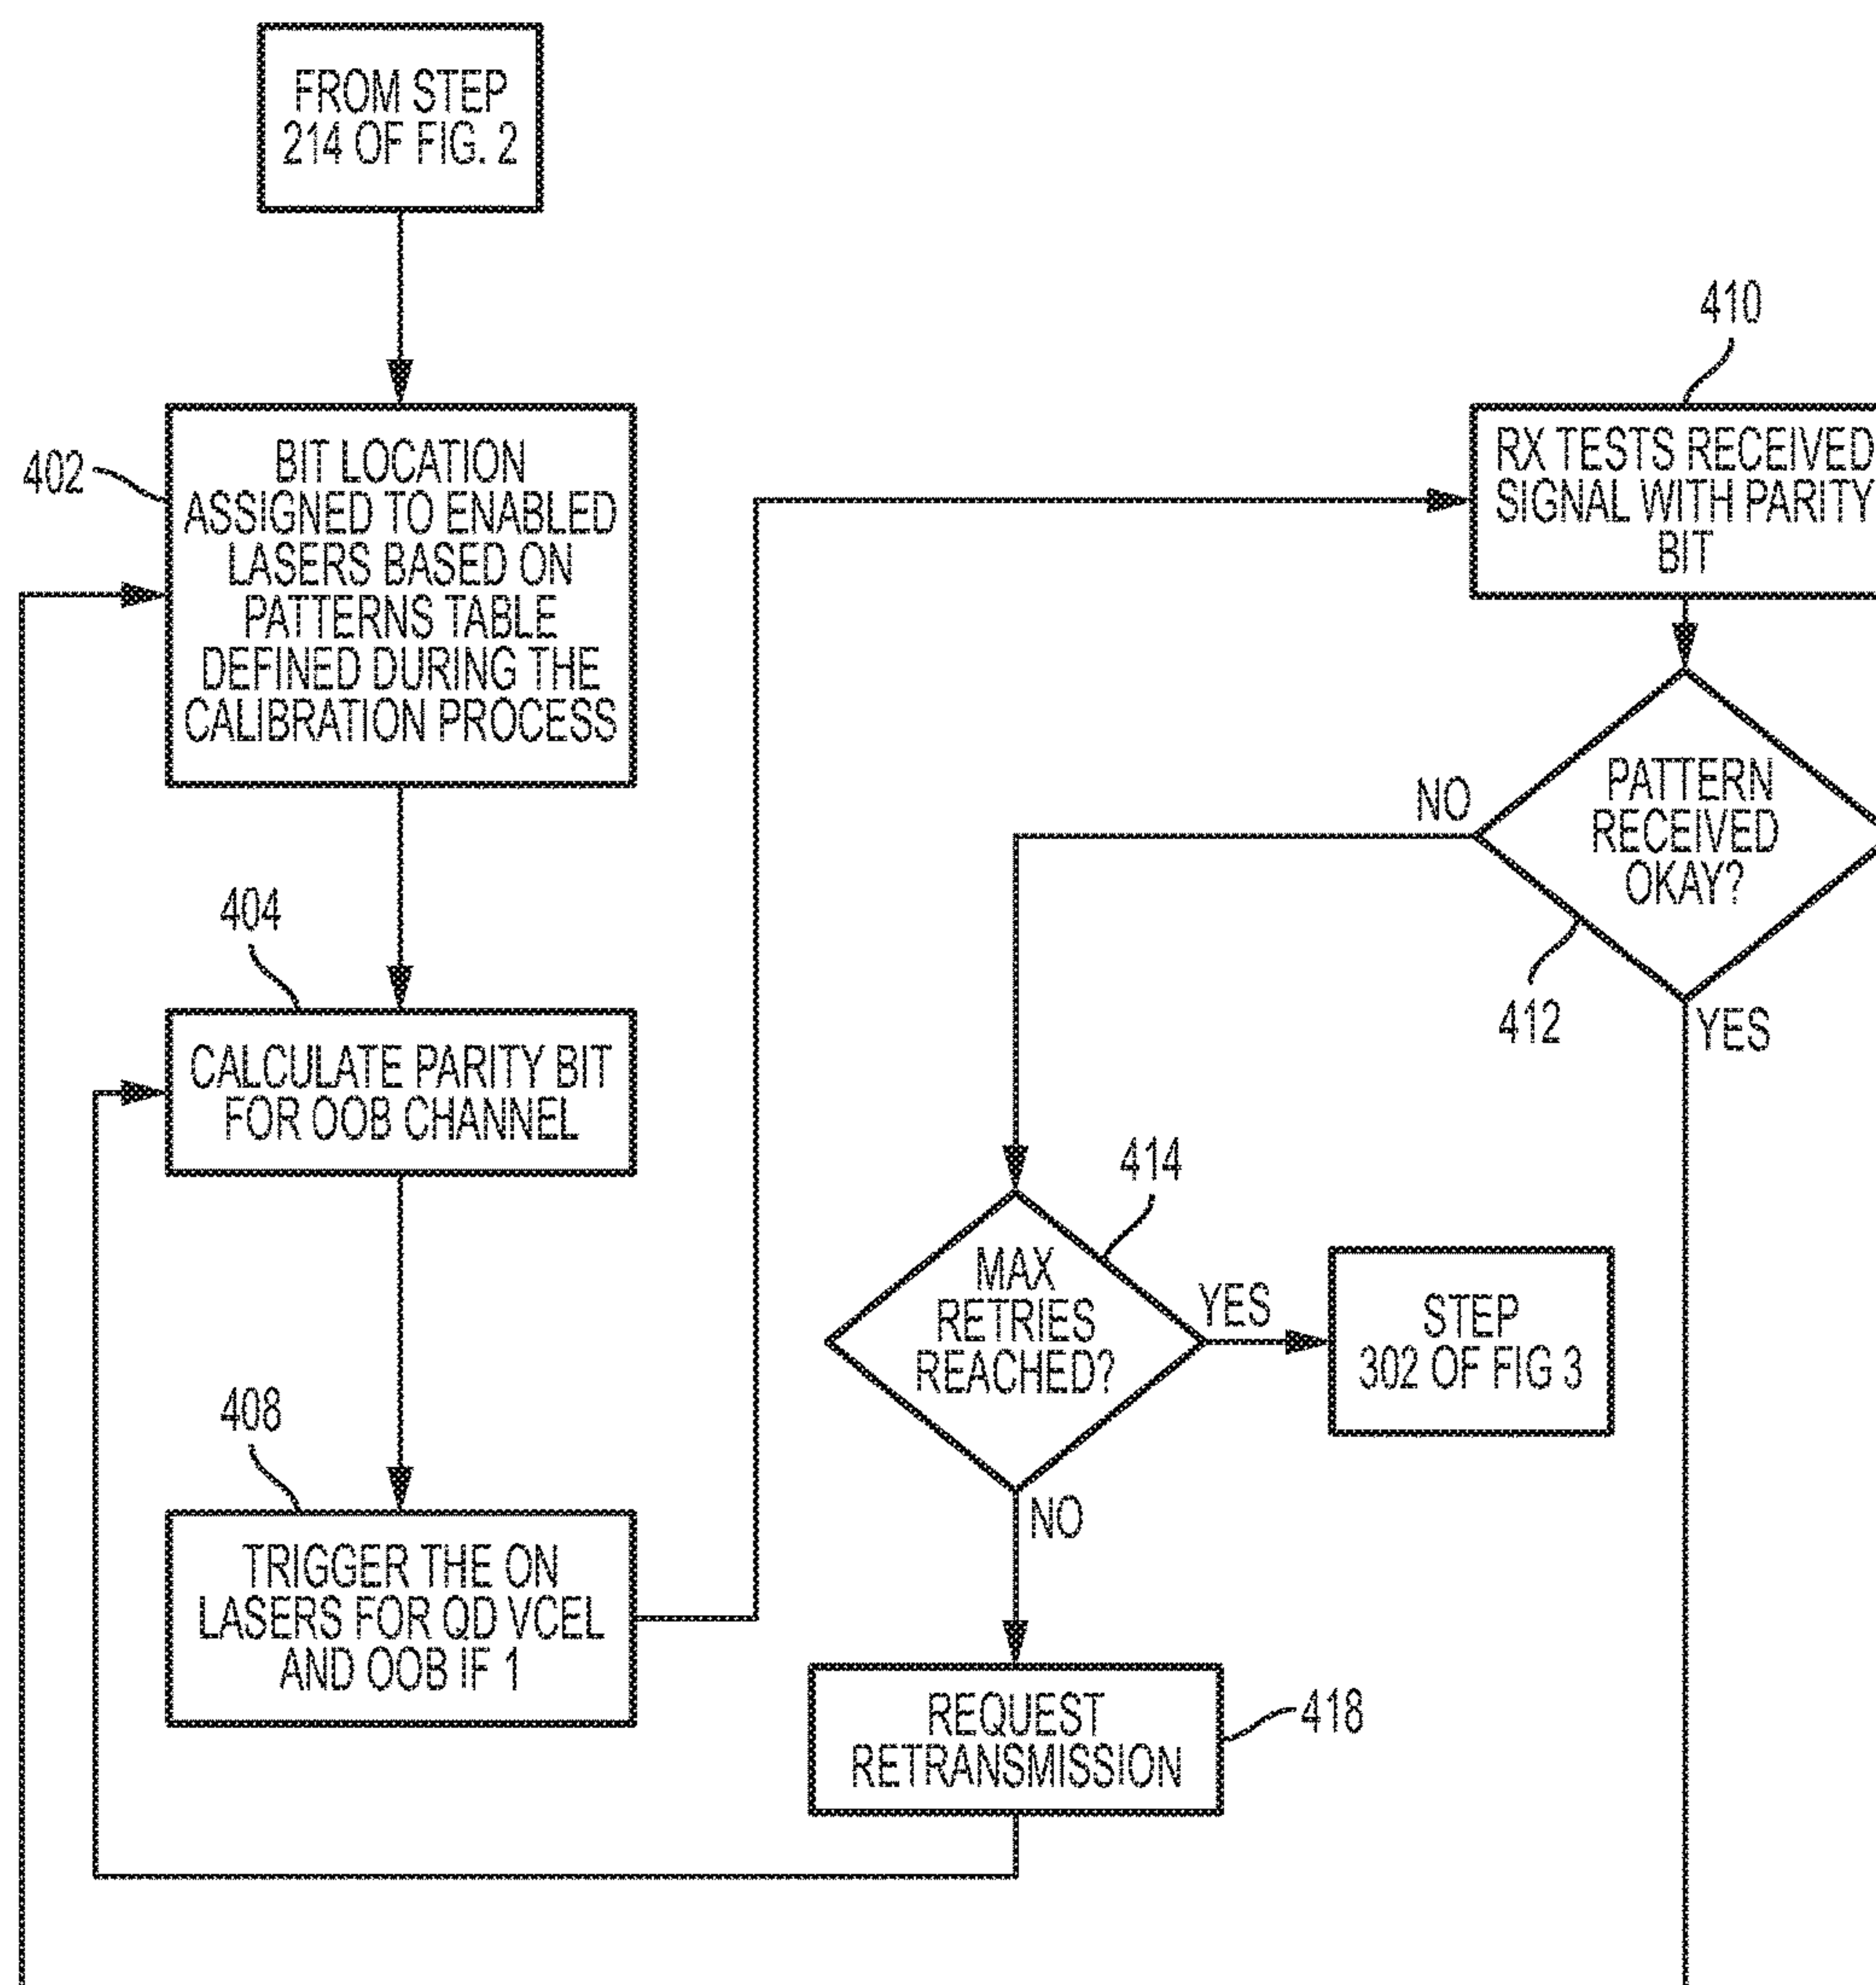 FROM STEP
214 OF FIG. 2
402
BIT LOCATION
ASSIGNED TO ENABLED
LASERS BASED ON
PATTERNS TABLE
DEFINED DURING THE
CALIBRATION PROCESS
404
CALCULATE PARITY BIT
FOR OOB CHANNEL
408
TRIGGER THE ON
LASERS FOR QD VCEL
AND OOB IF 1
410
RX TESTS RECEIVED
SIGNAL WITH PARITY
BIT
PATTERN
RECEIVED
OKAY?
NO
412
YES
414
MAX
RETRIES
REACHED?
YES
STEP
302 OF FIG 3
NO
REQUEST
RETRANSMISSION
418